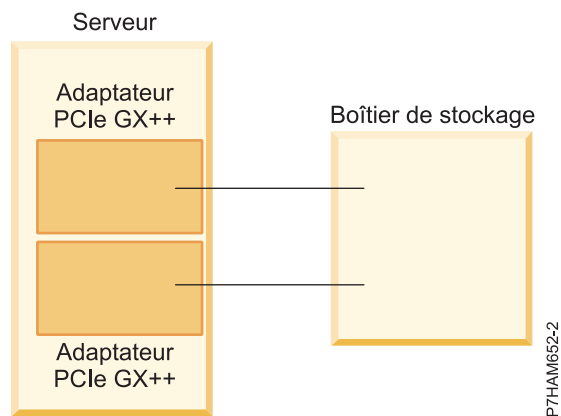 Serveur
Adaptateur
PCIe GX++
Boîtier de stockage
Adaptateur
PCIe GX++
P7HAM652-2